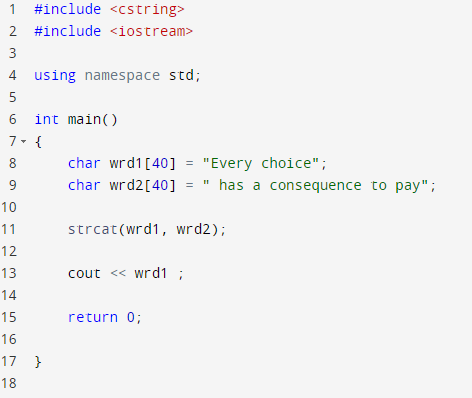 1 #include <cstring>
2 #include <iostream>
3
4 using namespace std;
5
6 int main()
7 {
8     char wrd1[40] = "Every choice";
9     char wrd2[40] = " has a consequence to pay";
10
11     strcat(wrd1, wrd2);
12
13     cout << wrd1 ;
14
15     return 0;
16
17 }
18